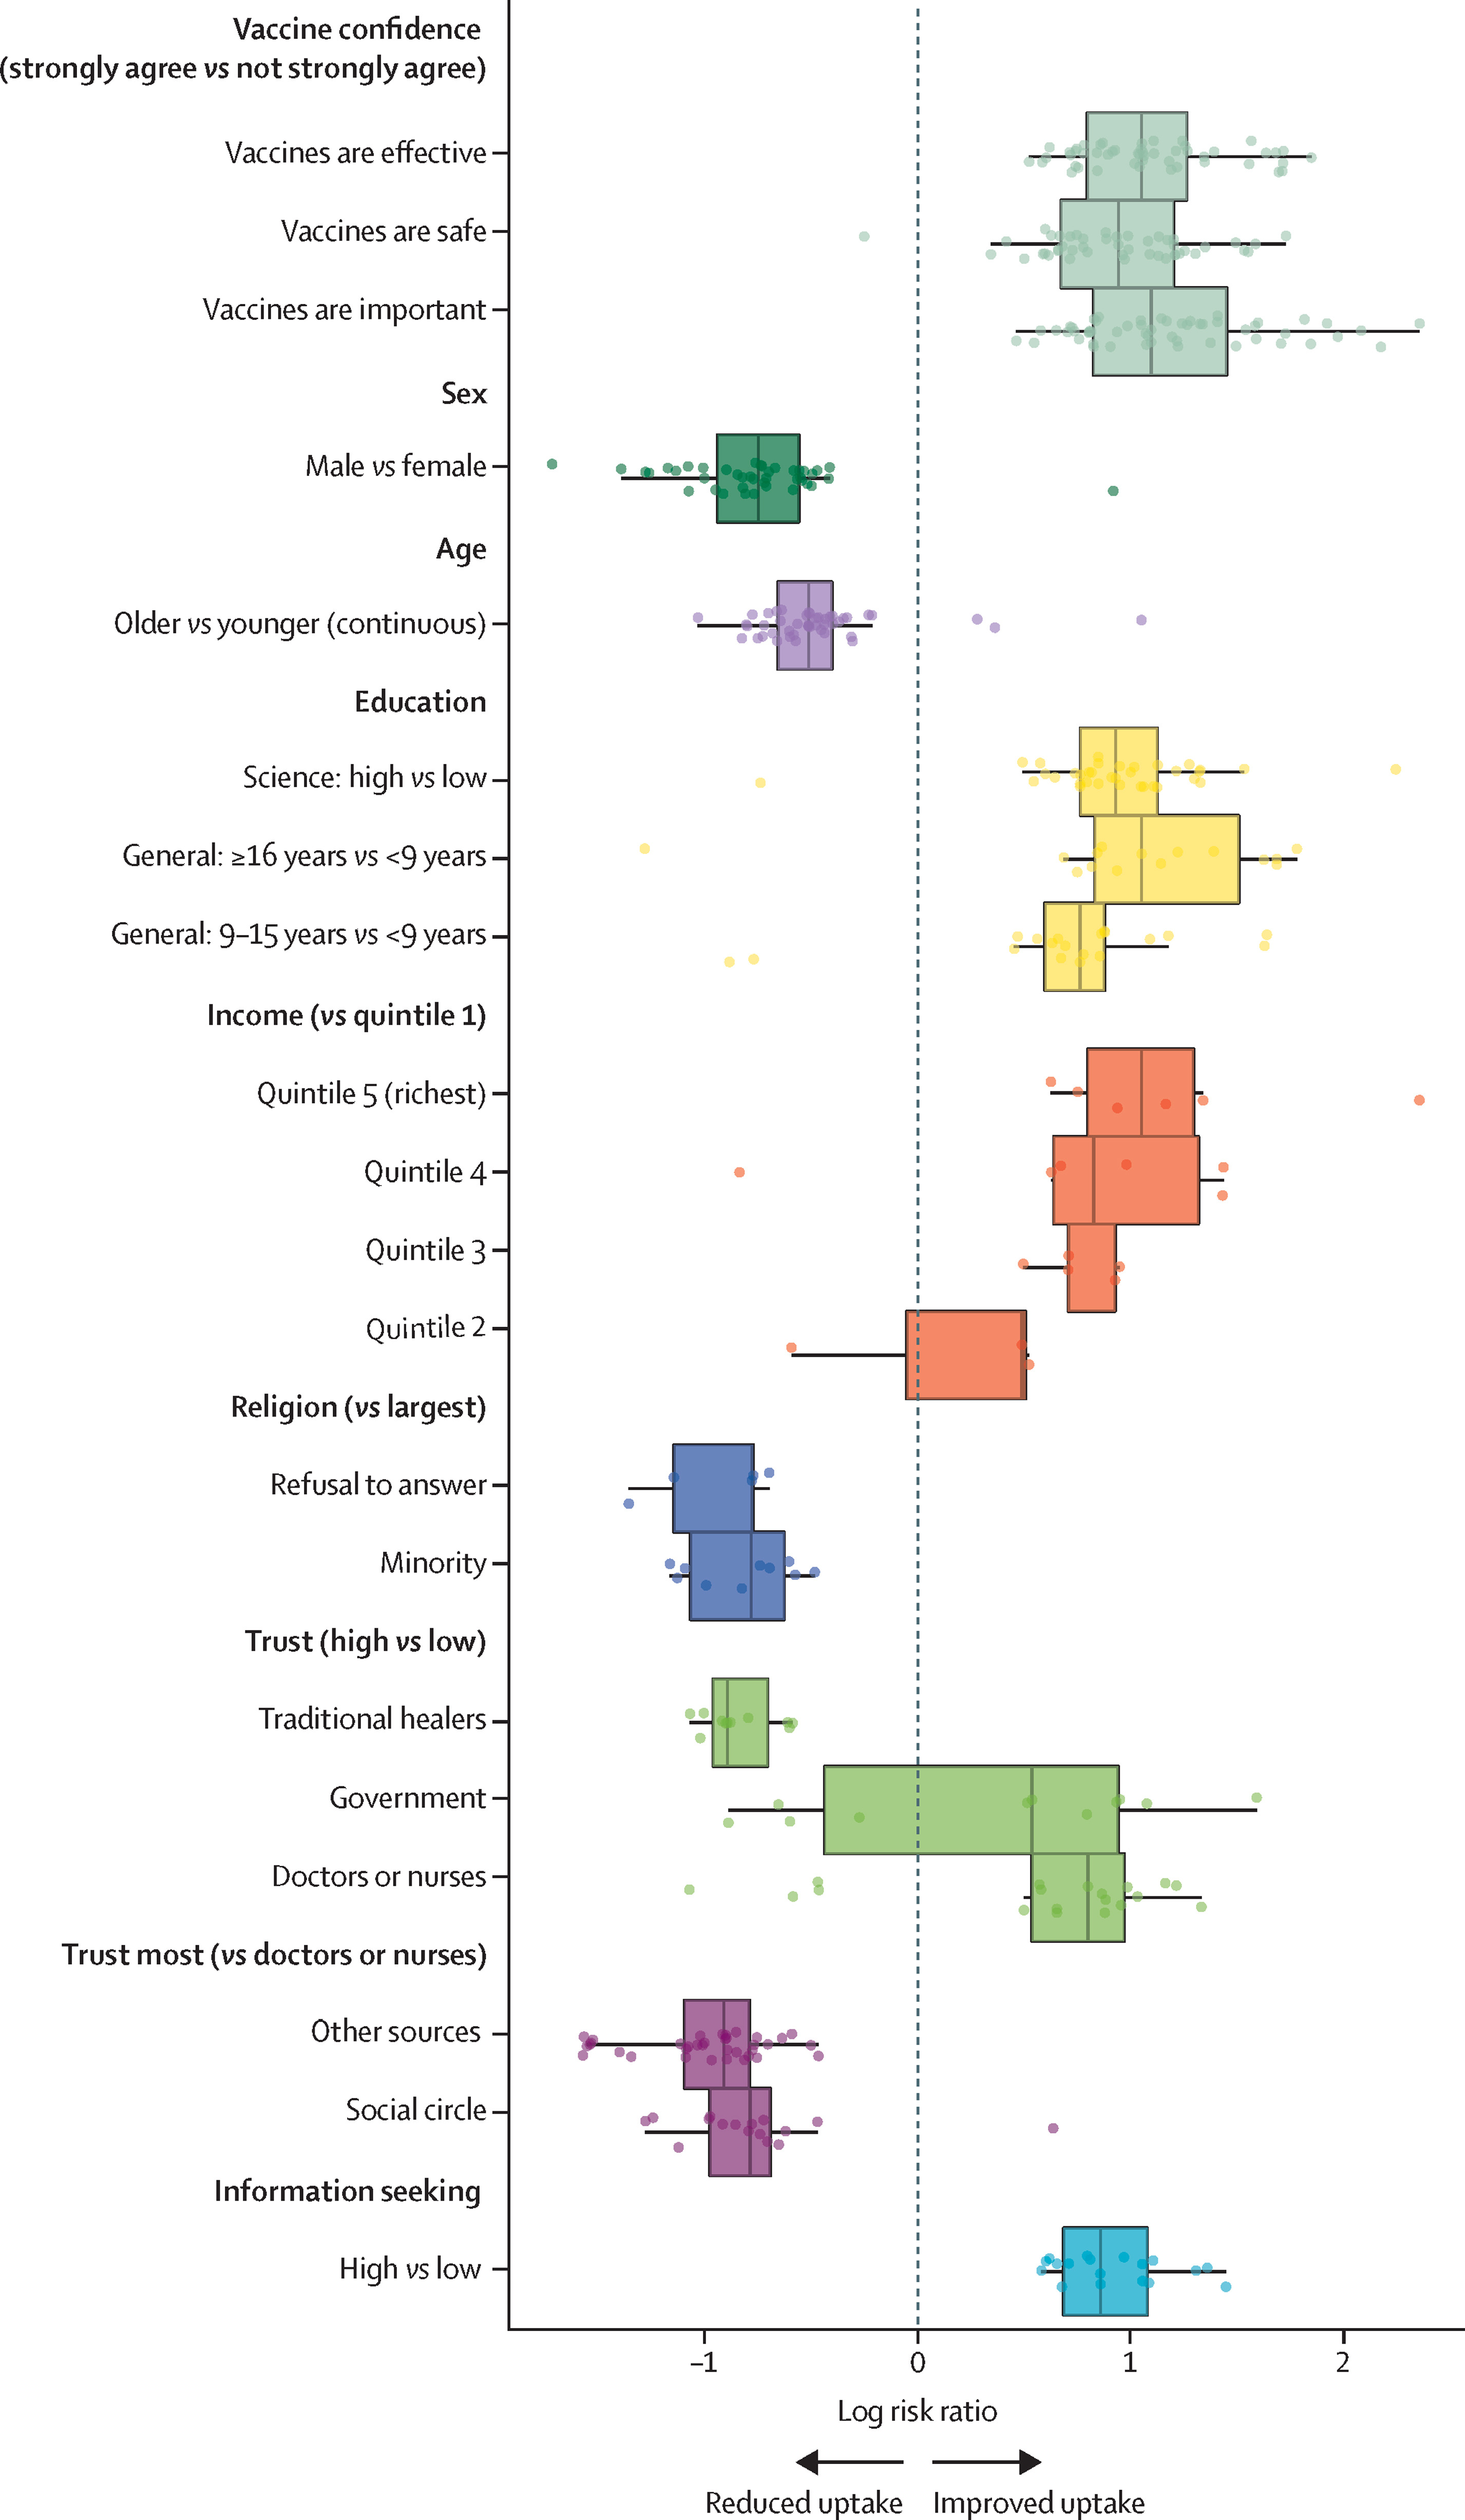 Vaccine confidence
(strongly agree vs not strongly agree)
Vaccines are effective
Vaccines are safe
Vaccines are important
Sex
Male vs female
Age
Older vs younger (continuous)
Education
Science: high vs low
General: ≥16 years vs <9 years
General: 9–15 years vs <9 years
Income (vs quintile 1)
Quintile 5 (richest)
Quintile 4
Quintile 3
Quintile 2
Religion (vs largest)
Refusal to answer
Minority
Trust (high vs low)
Traditional healers
Government
Doctors or nurses
Trust most (vs doctors or nurses)
Other sources
Social circle
Information seeking
High vs low
–1 0 1 2
Log risk ratio
Reduced uptake Improved uptake